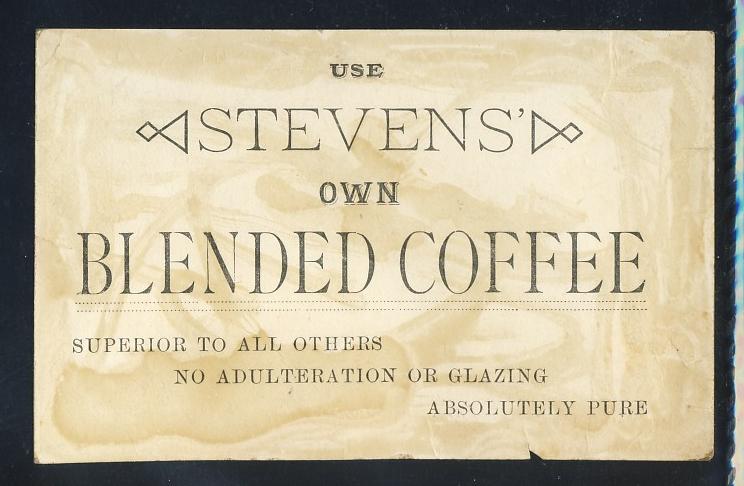 USE
STEVENS'
OWN
BLENDED COFFEE
SUPERIOR TO ALL OTHERS
NO ADULTERATION OR GLAZING
ABSOLUTELY PURE